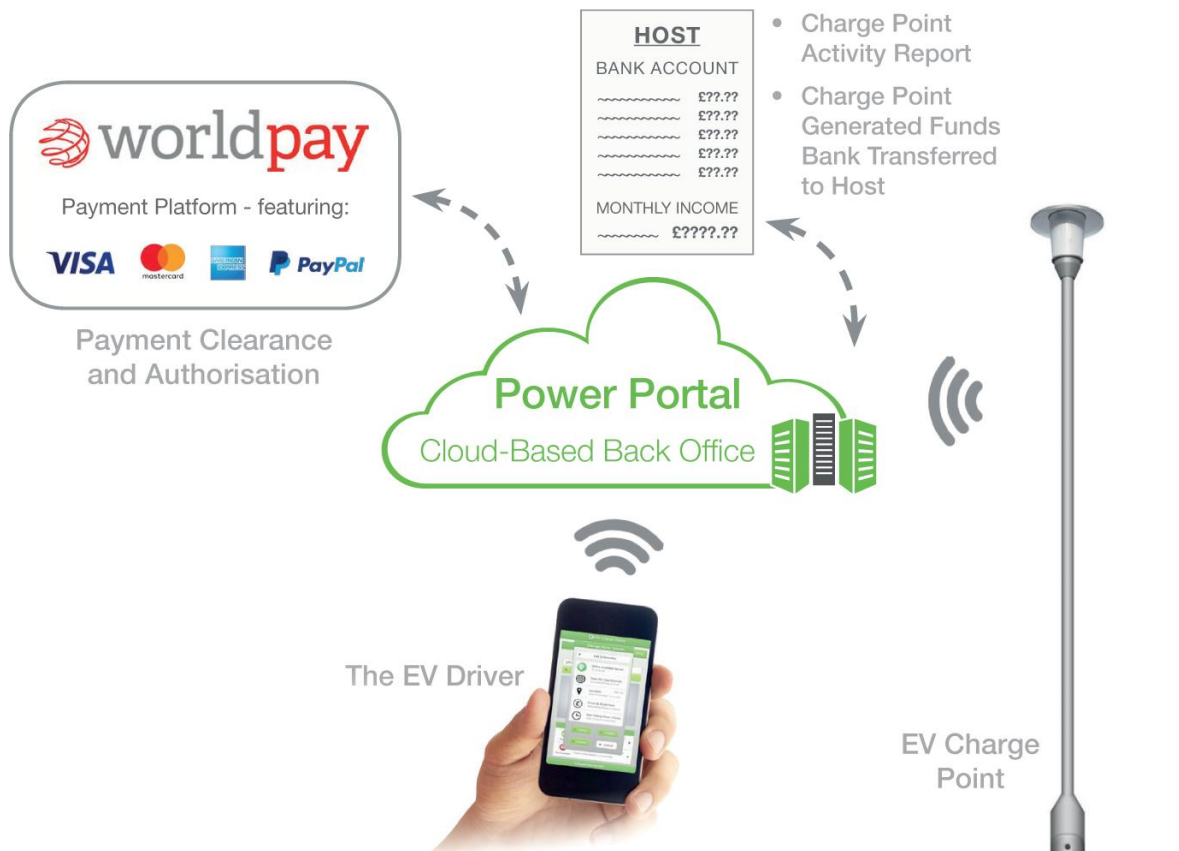 HOST
BANK ACCOUNT
£??.??
£??.??
£??.??
£??.??
£??.??
MONTHLY INCOME
£????.??
• Charge Point
Activity Report
• Charge Point
Generated Funds
Bank Transferred
to Host
worldpay
Payment Platform - featuring:
VISA
mastercard
AMERICAN
EXPRESS
PayPal
Payment Clearance
and Authorisation
Power Portal
Cloud-Based Back Office
The EV Driver
EV Charge
Point